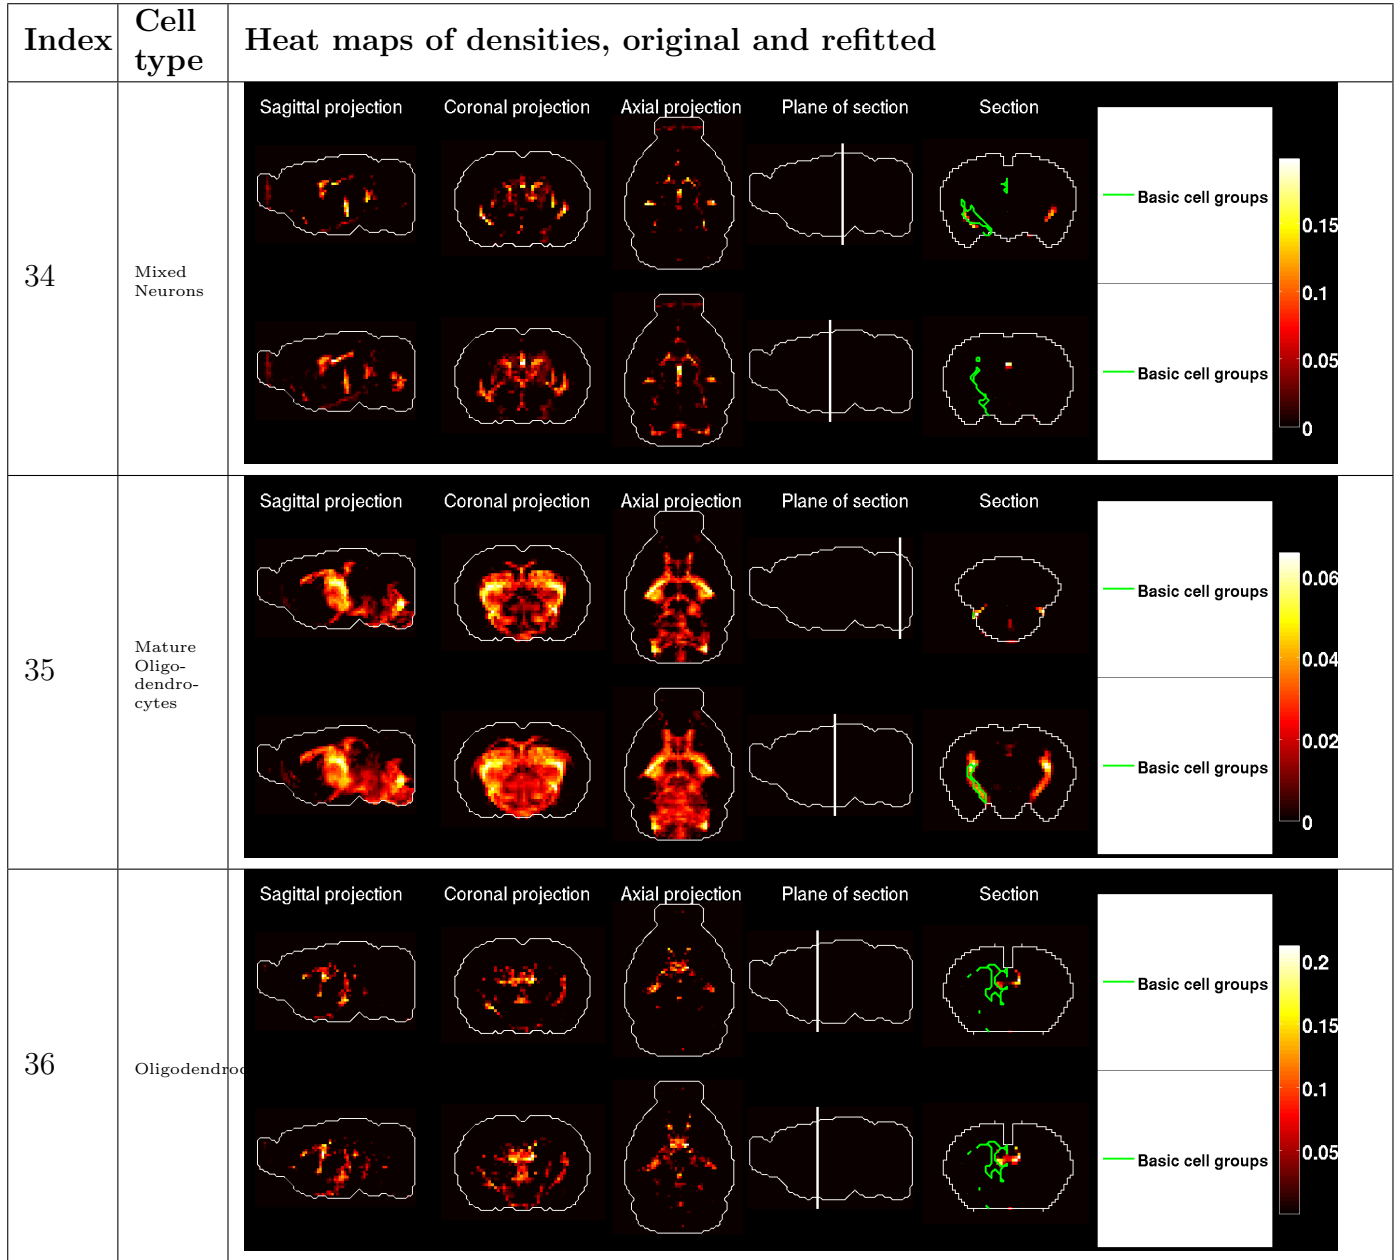 Index
Cell
type
Heat maps of densities, original and refitted
34
Mixed
Neurons
Sagittal projection
Coronal projection
Axial projection
Plane of section
Section
Basic cell groups
Basic cell groups
0.15
0.1
0.05
0
35
Mature
Oligo-
dendro-
cytes
Sagittal projection
Coronal projection
Axial projection
Plane of section
Section
Basic cell groups
Basic cell groups
0.06
0.04
0.02
0
36
Oligodendroc
Sagittal projection
Coronal projection
Axial projection
Plane of section
Section
Basic cell groups
Basic cell groups
0.2
0.15
0.1
0.05